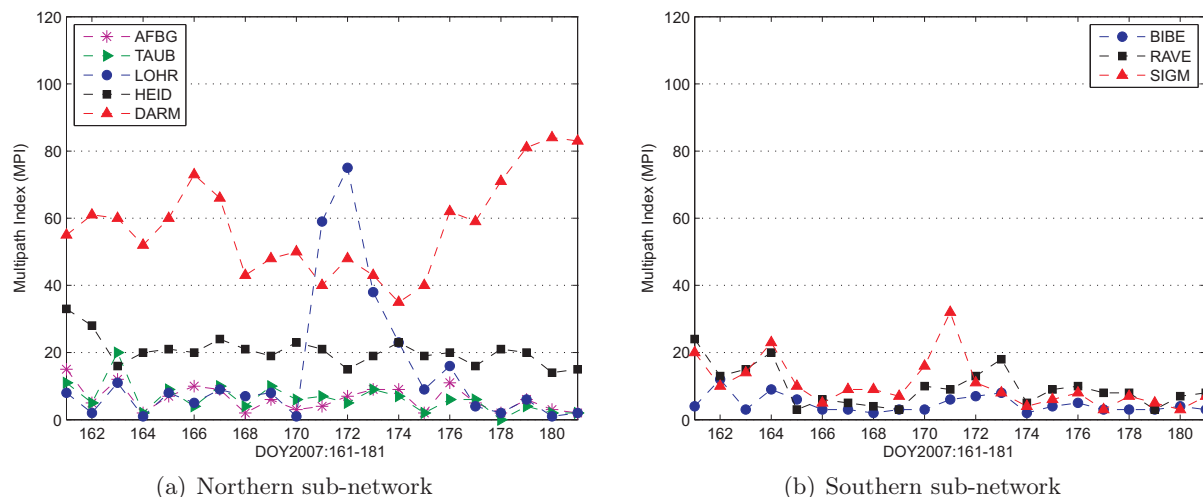 120
100
80
60
40
20
0
Multipath Index (MPI)
AFBG
TAUB
LOHR
HEID
DARM
162 164 166 168 170 172 174 176 178 180
DOY2007:161-181
(a) Northern sub-network
120
100
80
60
40
20
0
Multipath Index (MPI)
BIBE
RAVE
SIGM
162 164 166 168 170 172 174 176 178 180
DOY2007:161-181
(b) Southern sub-network